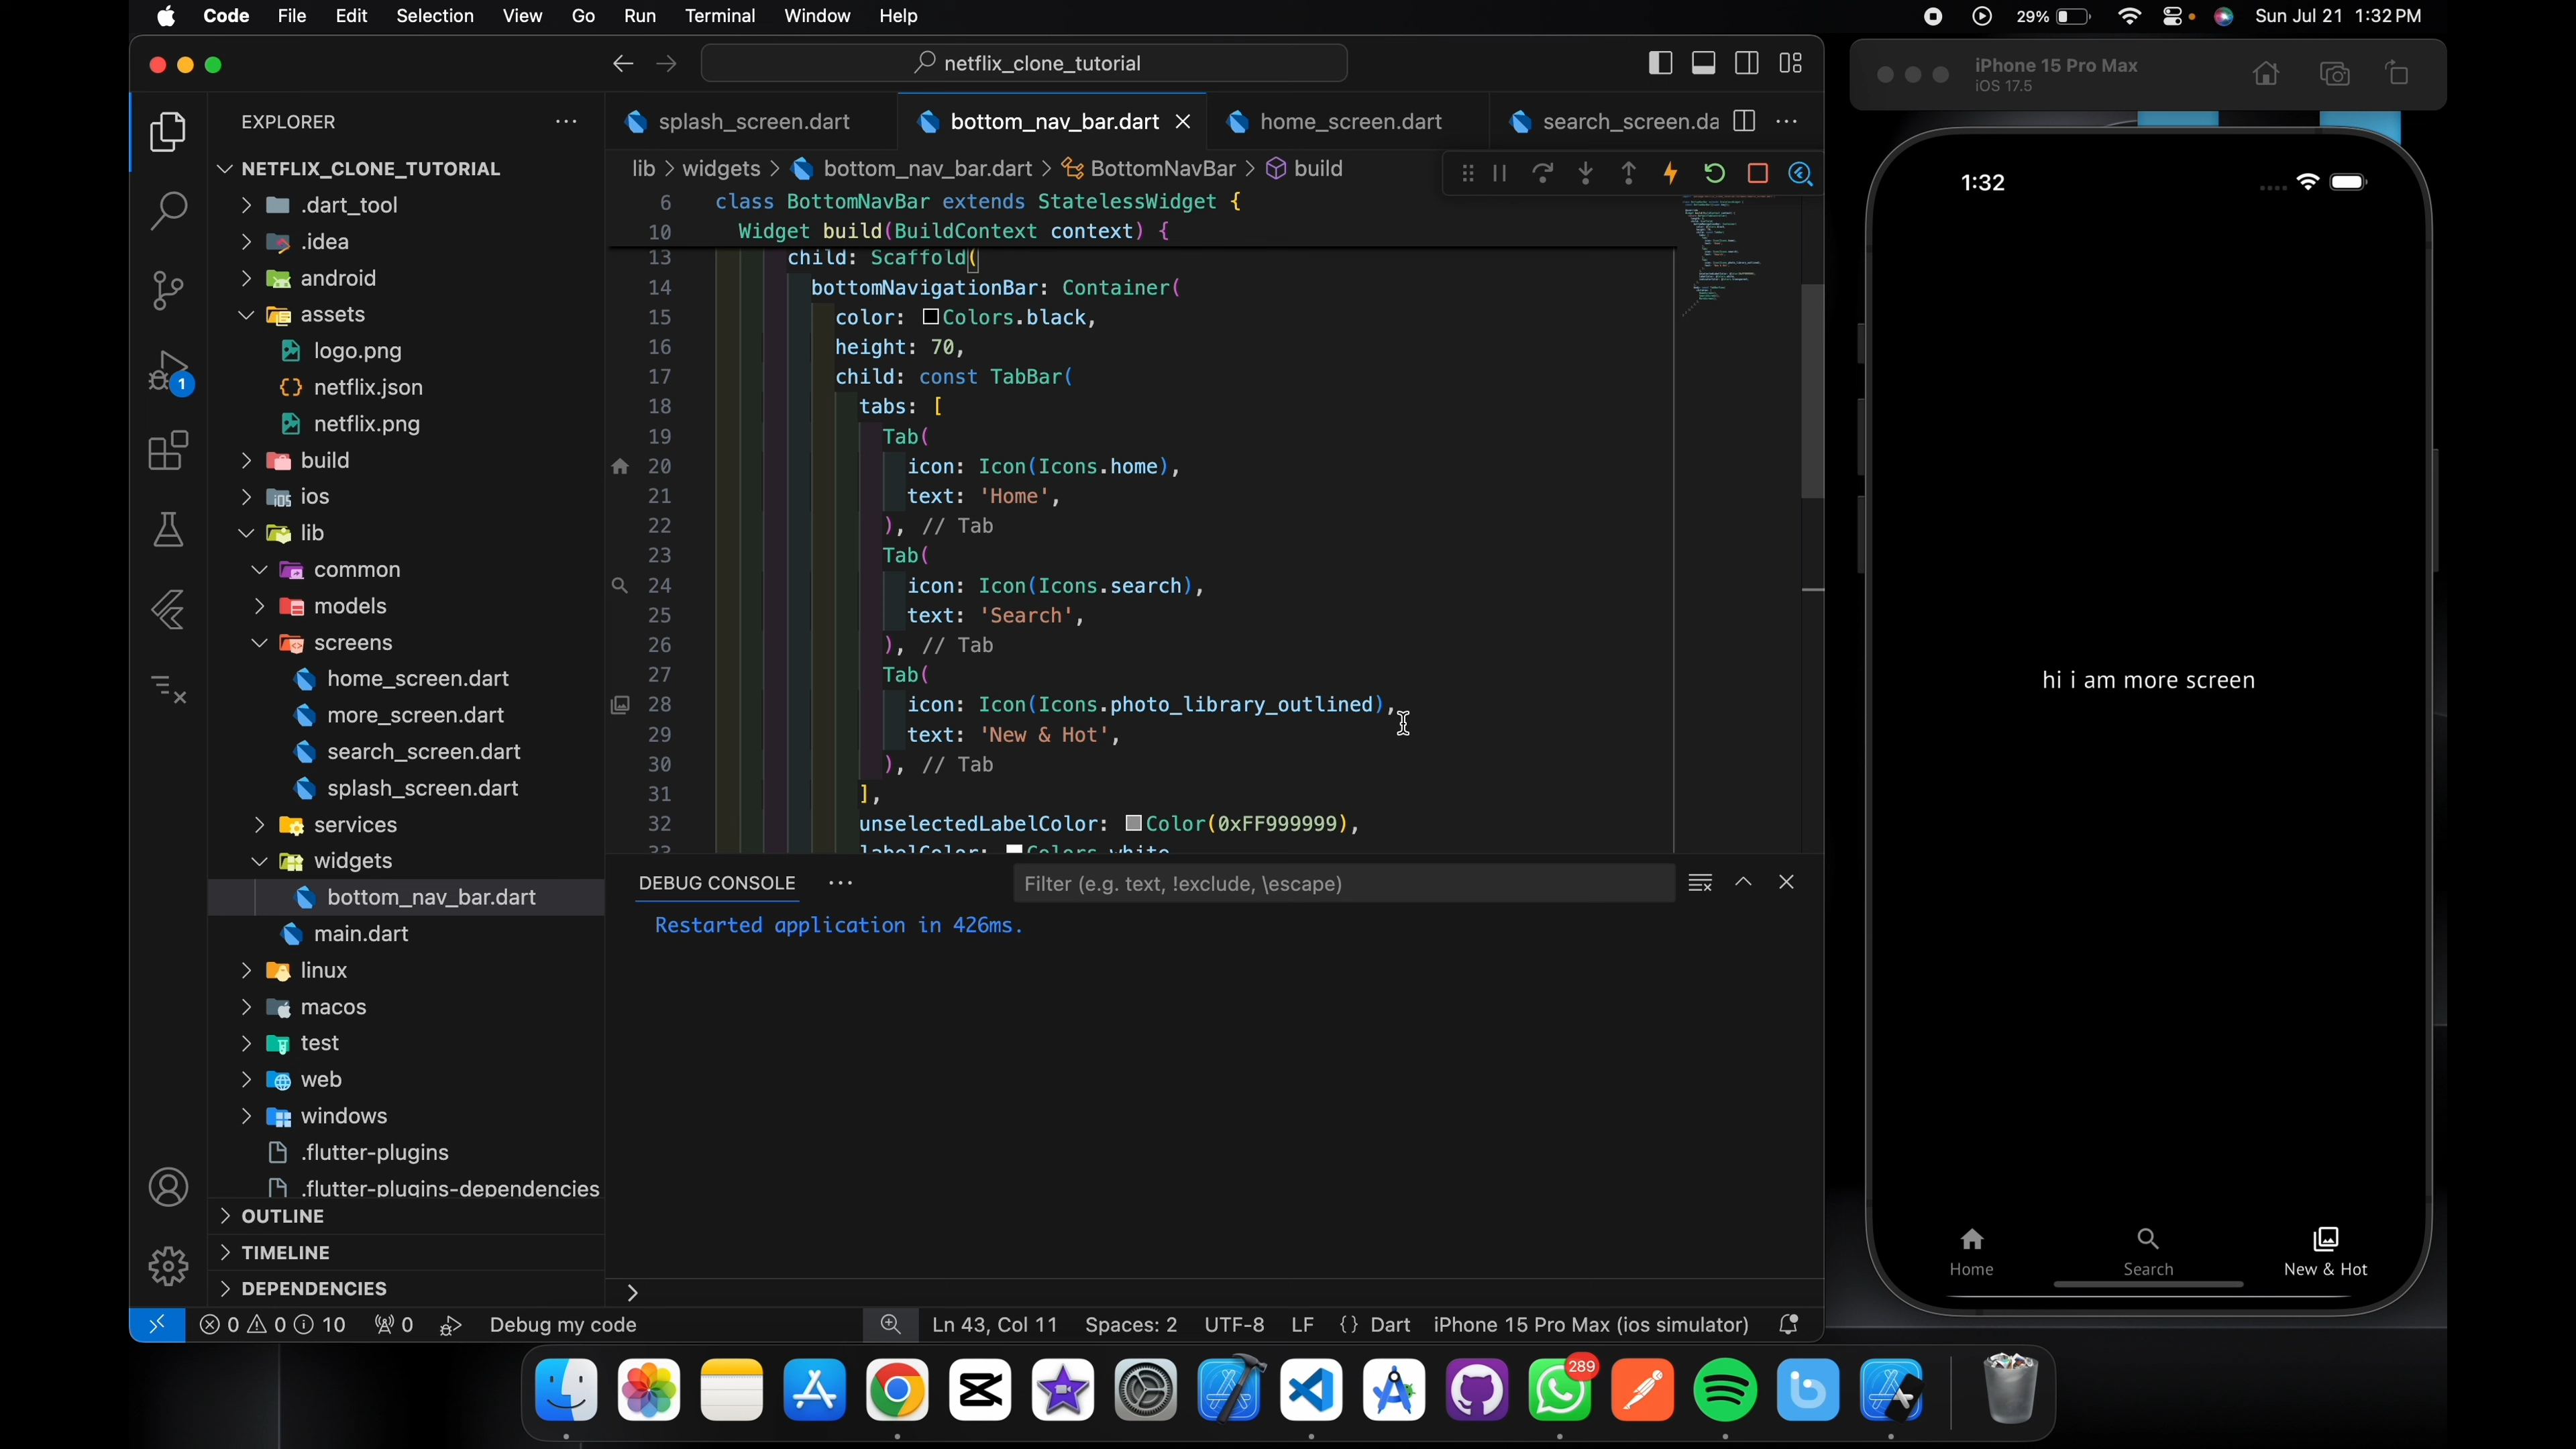 Code File Edit Selection View Go Run Terminal Window Help
29% Sun Jul 21 1:32 PM
netflix_clone_tutorial
iPhone 15 Pro Max
iOS 17.5
EXPLORER
splash_screen.dart
bottom_nav_bar.dart
home_screen.dart
search_screen.da
NETFLIX_CLONE_TUTORIAL
.dart_tool
.idea
android
assets
logo.png
netflix.json
netflix.png
build
ios
lib
common
models
screens
home_screen.dart
more_screen.dart
search_screen.dart
splash_screen.dart
services
widgets
bottom_nav_bar.dart
main.dart
linux
macos
test
web
windows
.flutter-plugins
.flutter-plugins-dependencies
OUTLINE
TIMELINE
DEPENDENCIES
1
lib > widgets > bottom_nav_bar.dart > BottomNavBar > build
6 class BottomNavBar extends StatelessWidget {
10 Widget build(BuildContext context) {
13 child: Scaffold(
14 bottomNavigationBar: Container(
15 color: Colors.black,
16 height: 70,
17 child: const TabBar(
18 tabs: [
19 Tab(
20 icon: Icon(Icons.home),
21 text: 'Home',
22 ), // Tab
23 Tab(
24 icon: Icon(Icons.search),
25 text: 'Search',
26 ), // Tab
27 Tab(
28 icon: Icon(Icons.photo_library_outlined),
29 text: 'New & Hot',
30 ), // Tab
31 ],
32 unselectedLabelColor: Color(0xFF999999),
33 labelColor: Colors.white
DEBUG CONSOLE
Filter (e.g. text, !exclude, \escape)
Restarted application in 426ms.
>
0 0 10 0 Debug my code
Ln 43, Col 11 Spaces: 2 UTF-8 LF {} Dart iPhone 15 Pro Max (ios simulator)
1:32
hi i am more screen
Home
Search
New & Hot
289